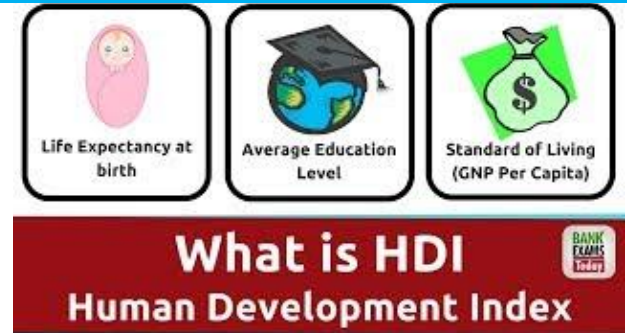 Life Expectancy at
birth
Average Education
Level
$
Standard of Living
(GNP Per Capita)
What is HDI
BANK
EXAMS
Today
Human Development Index